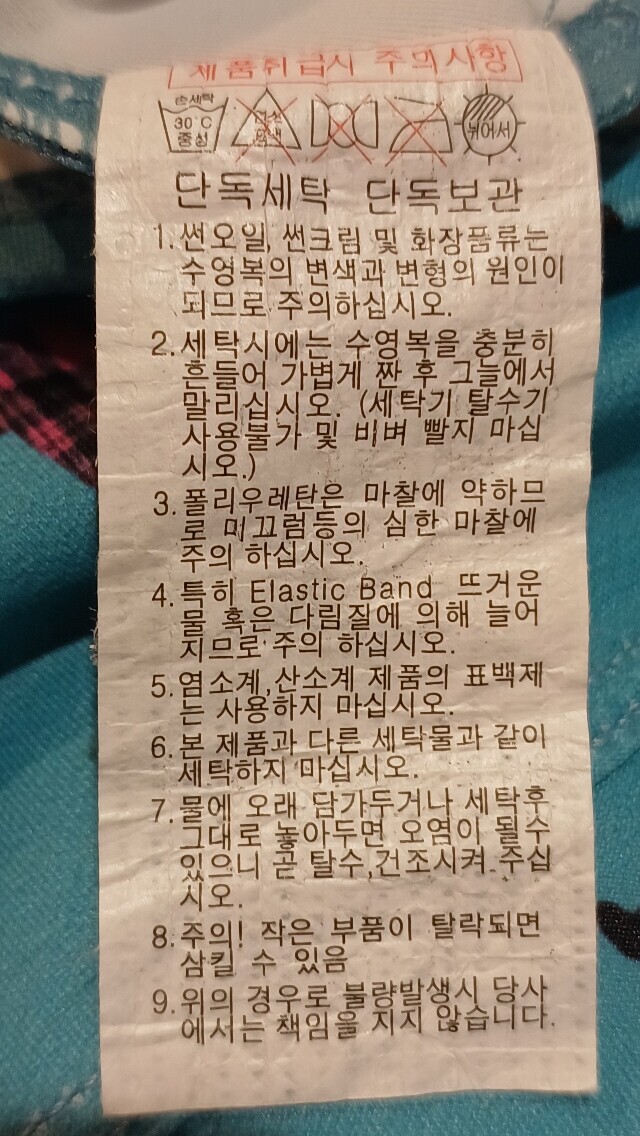 제품취급시 주의사항
손세탁
30°C
중성
뉘어서
단독세탁 단독보관
1. 썬오일, 썬크림 및 화장품류는
수영복의 변색과 변형의 원인이
되므로 주의하십시오.
2. 세탁시에는 수영복을 충분히
흔들어 가볍게 짠 후 그늘에서
말리십시오. (세탁기 탈수기
사용불가 및 비벼 빨지 마십
시오.)
3. 폴리우레탄은 마찰에 약하므
로 미끄럼등의 심한 마찰에
주의 하십시오.
4. 특히 Elastic Band 뜨거운
물 혹은 다림질에 의해 늘어
지므로 주의 하십시오.
5. 염소계,산소계 제품의 표백제
는 사용하지 마십시오.
6. 본 제품과 다른 세탁물과 같이
세탁하지 마십시오.
7. 물에 오래 담가두거나 세탁후
그대로 놓아두면 오염이 될수
있으니 곧 탈수,건조시켜 주십
시오.
8. 주의! 작은 부품이 탈락되면
삼킬 수 있음
9. 위의 경우로 불량발생시 당사
에서는 책임을 지지 않습니다.